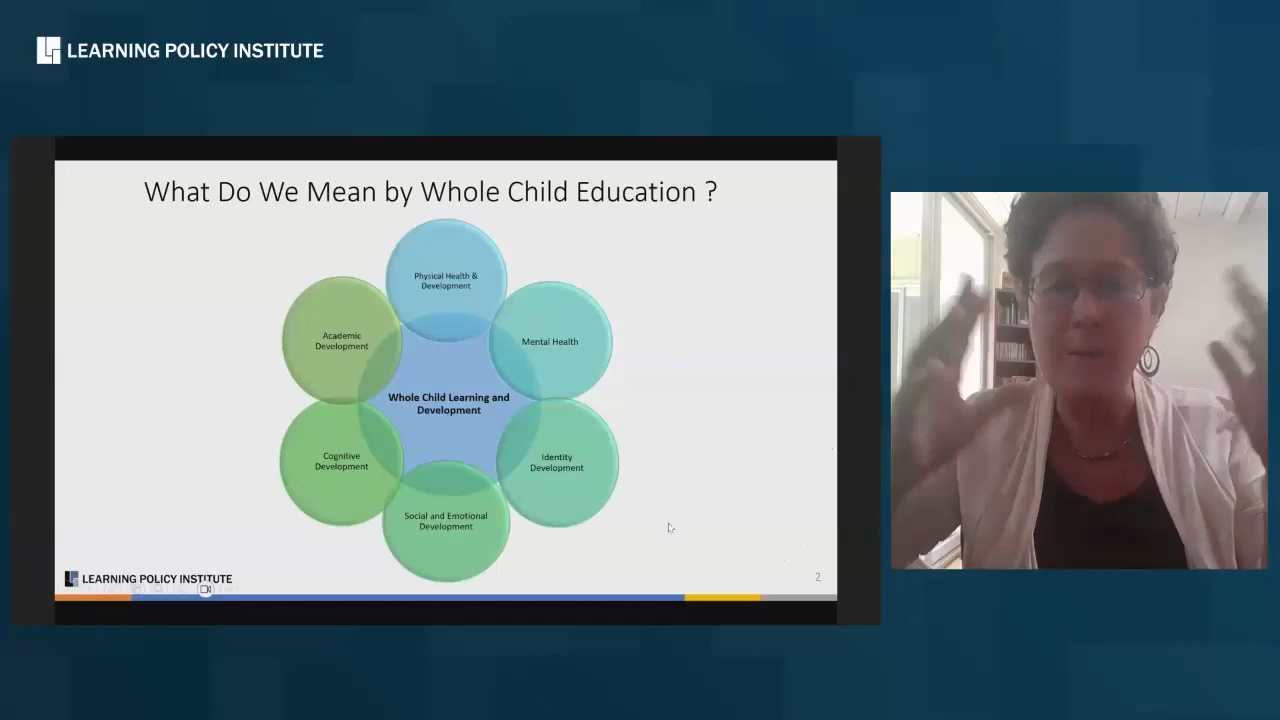 LEARNING POLICY INSTITUTE
What Do We Mean by Whole Child Education ?
Physical Health &
Development
Academic
Development
Mental Health
Whole Child Learning and
Development
Cognitive
Development
Identity
Development
Social and Emotional
Development
LEARNING POLICY INSTITUTE
2